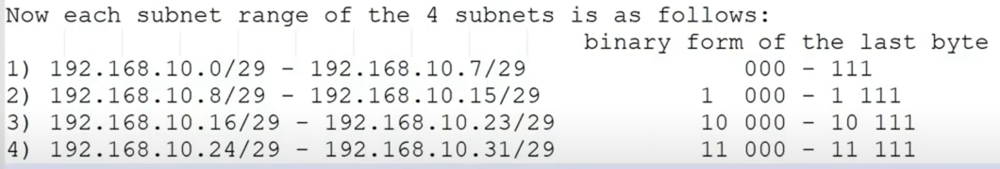 Now each subnet range of the 4 subnets is as follows:
binary form of the last byte
1) 192.168.10.0/29 - 192.168.10.7/29 000 - 111
2) 192.168.10.8/29 - 192.168.10.15/29 1 000 - 1 111
3) 192.168.10.16/29 - 192.168.10.23/29 10 000 - 10 111
4) 192.168.10.24/29 - 192.168.10.31/29 11 000 - 11 111